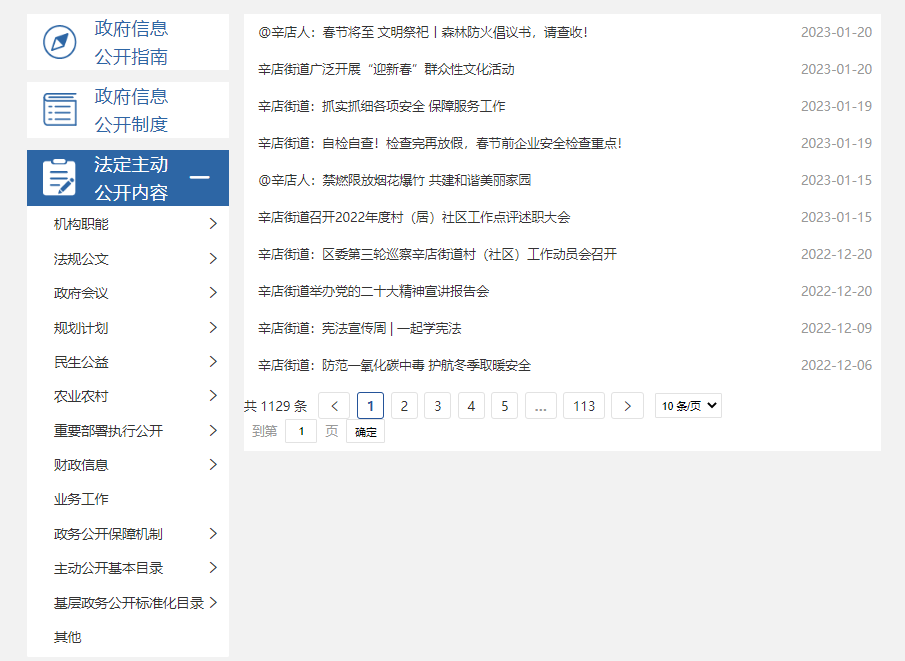 政府信息
公开指南
政府信息
公开制度
法定主动
公开内容
机构职能
法规公文
政府会议
规划计划
民生公益
农业农村
重要部署执行公开
财政信息
业务工作
政务公开保障机制
主动公开基本目录
基层政务公开标准化目录
其他
@辛店人：春节将至 文明祭祀丨森林防火倡议书，请查收！ 2023-01-20
辛店街道广泛开展“迎新春”群众性文化活动 2023-01-20
辛店街道：抓实抓细各项安全 保障服务工作 2023-01-19
辛店街道：自检自查！检查完再放假，春节前企业安全检查重点！ 2023-01-19
@辛店人：禁燃限放烟花爆竹 共建和谐美丽家园 2023-01-15
辛店街道召开2022年度村（居）社区工作点评述职大会 2023-01-15
辛店街道：区委第三轮巡察辛店街道村（社区）工作动员会召开 2022-12-20
辛店街道举办党的二十大精神宣讲报告会 2022-12-20
辛店街道：宪法宣传周 | 一起学宪法 2022-12-09
辛店街道：防范一氧化碳中毒 护航冬季取暖安全 2022-12-06
共 1129 条 < 1 2 3 4 5 ... 113 > 10 条/页
到第 1 页 确定